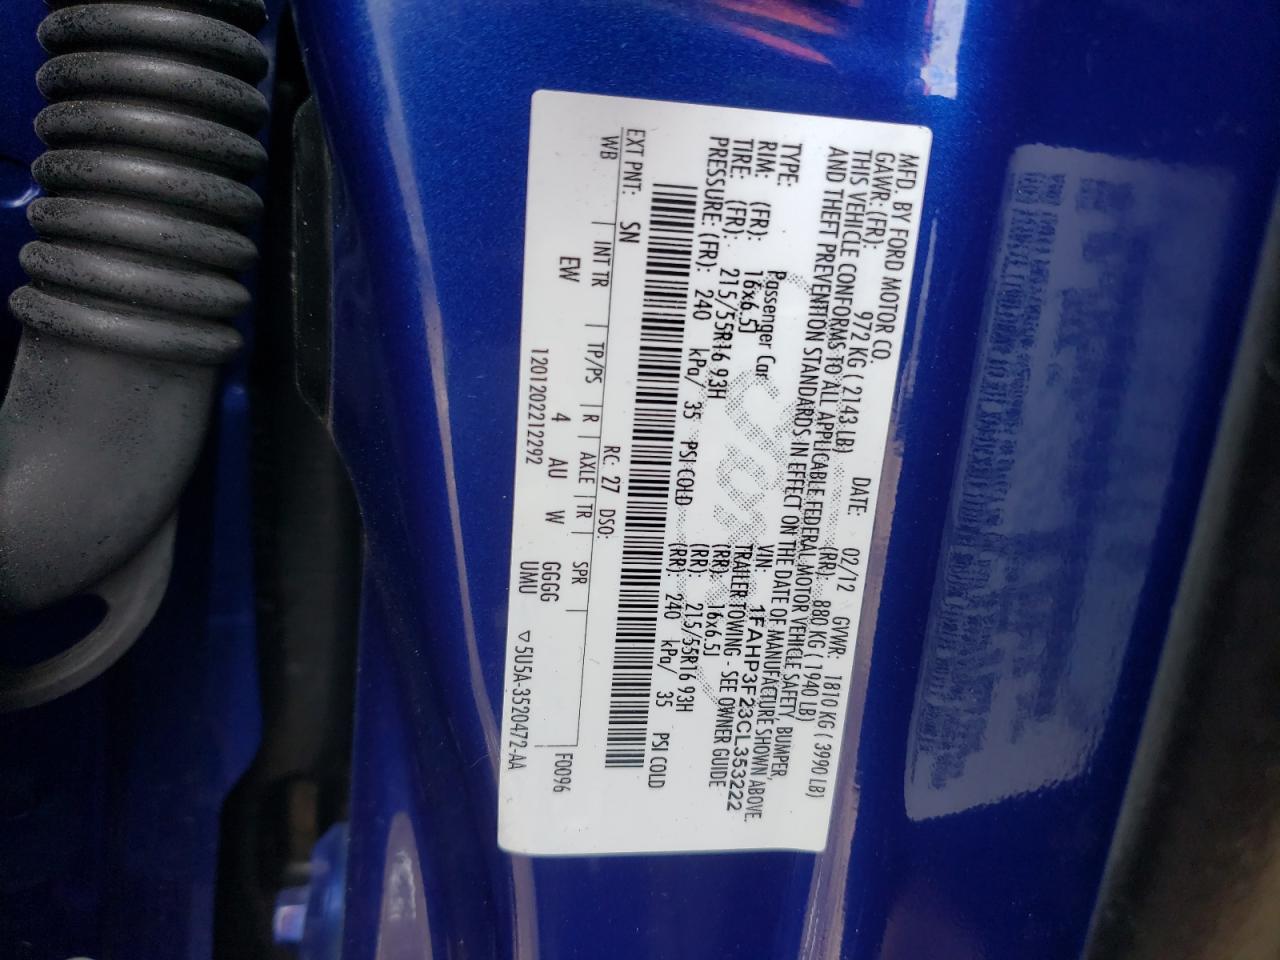 MFD. BY FORD MOTOR CO.
DATE: 02/12 GVWR: 1810 KG ( 3990 LB)
GAWR: (FR): 972 KG ( 2143 LB) (RR): 880 KG ( 1940 LB)
THIS VEHICLE CONFORMS TO ALL APPLICABLE FEDERAL MOTOR VEHICLE SAFETY, BUMPER,
AND THEFT PREVENTION STANDARDS IN EFFECT ON THE DATE OF MANUFACTURE SHOWN ABOVE.
VIN: 1FAHP3F23CL353222
TYPE: Passenger Car TRAILER TOWING - SEE OWNER GUIDE
RIM: (FR): 16x6.5J (RR): 16x6.5J
TIRE: (FR): 215/55R16 93H (RR): 215/55R16 93H
PRESSURE: (FR): 240 kPa/ 35 PSI COLD (RR): 240 kPa/ 35 PSI COLD
EXT PNT: SN RC: 27 DSO: F0096
WB INT TR TP/PS R AXLE TR SPR
EW 4 AU W GGGG
120120221229​2 UMU ▽5U5A-3520472-AA